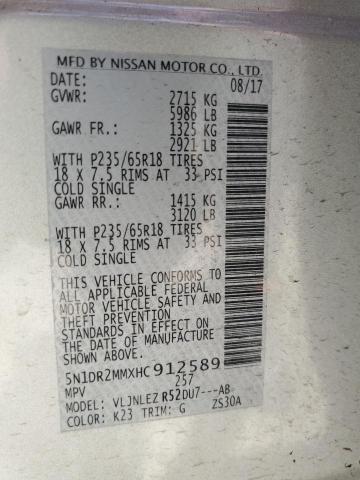 MFD BY NISSAN MOTOR CO., LTD.
DATE: 08/17
GVWR: 2715 KG
5986 LB
GAWR FR.: 1325 KG
2921 LB
WITH P235/65R18 TIRES
18 X 7.5 RIMS AT 33 PSI
COLD SINGLE
GAWR RR.: 1415 KG
3120 LB
WITH P235/65R18 TIRES
18 X 7.5 RIMS AT 33 PSI
COLD SINGLE
THIS VEHICLE CONFORMS TO
ALL APPLICABLE FEDERAL
MOTOR VEHICLE SAFETY AND
THEFT PREVENTION
STANDARDS IN EFFECT ON
THE DATE OF MANUFACTURE
SHOWN ABOVE.
5N1DR2MMXHC912589
MPV 257
MODEL: VLJNLEZ R52DU7---AB
COLOR: K23 TRIM: G ZS30A